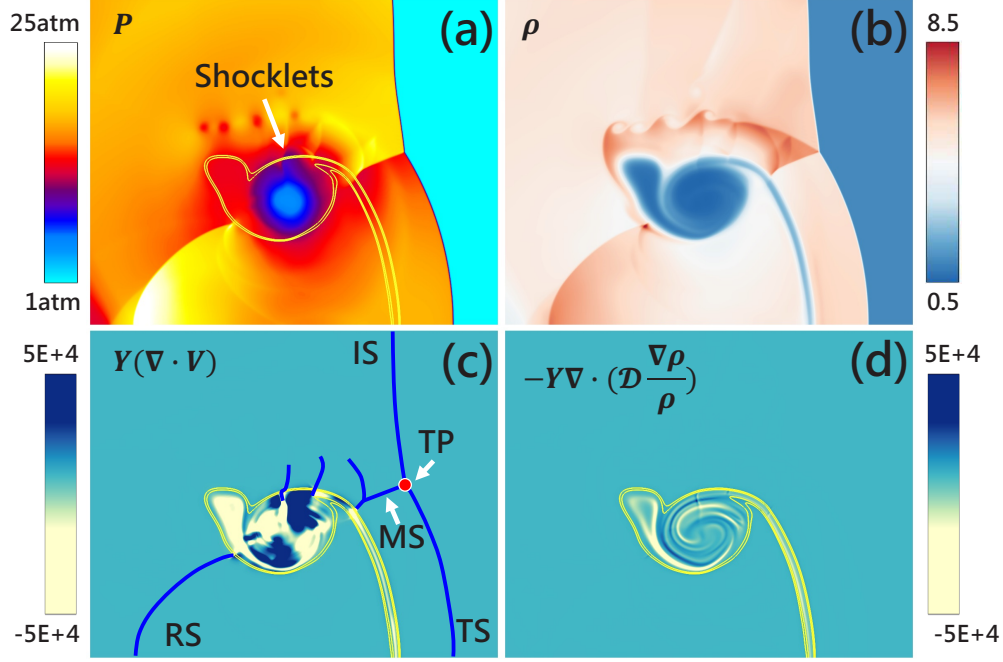 25atm
P
(a)
Shocklets
1atm
ρ
(b)
8.5
0.5
5E+4
Y(∇ · V)
IS
(c)
TP
MS
RS
TS
-5E+4
−Y∇ · (𝒟 ∇ρ/ρ)
(d)
5E+4
-5E+4